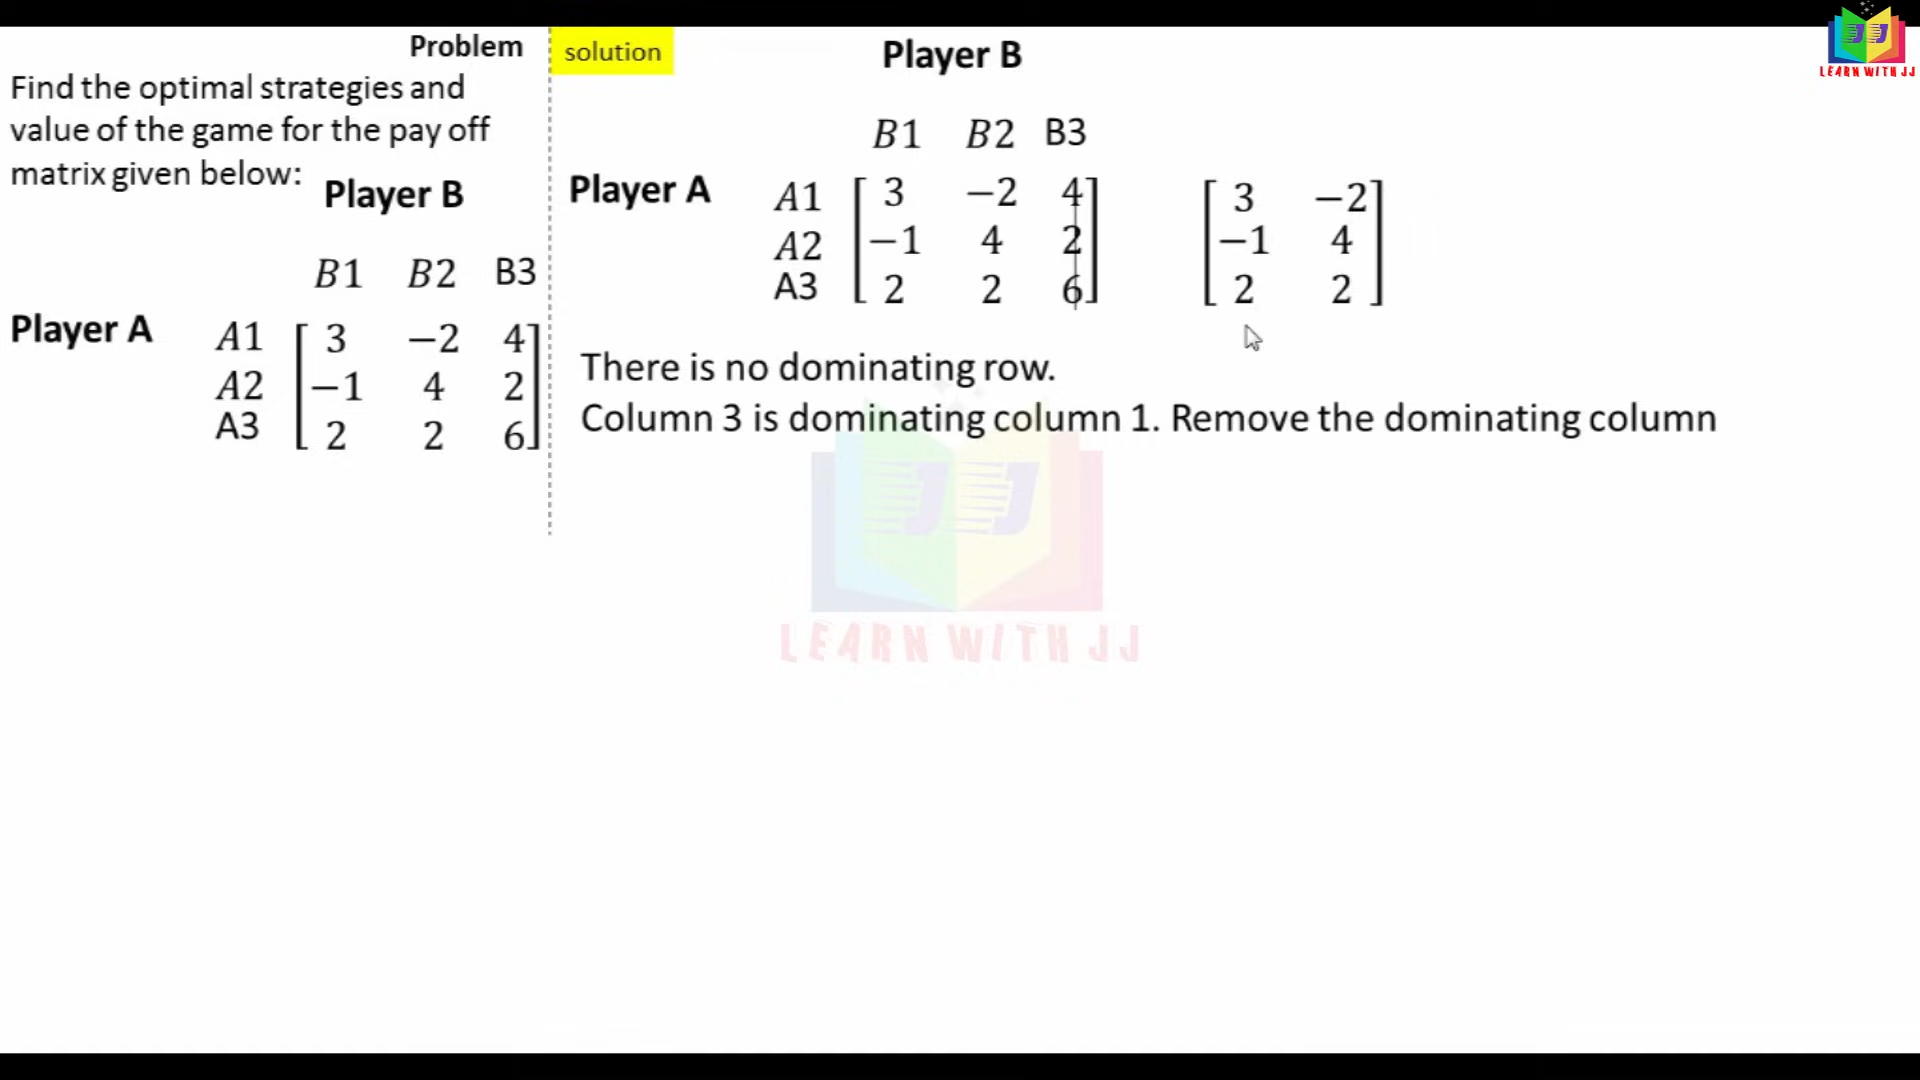 Problem
Find the optimal strategies and
value of the game for the pay off
matrix given below:
Player B
B1 B2 B3
Player A
A1 3 −2 4
A2 −1 4 2
A3 2 2 6
solution
Player B
B1 B2 B3
Player A
A1 3 −2 4
A2 −1 4 2
A3 2 2 6
3 −2
−1 4
2 2
There is no dominating row.
Column 3 is dominating column 1. Remove the dominating column
JJ
LEARN WITH JJ
JJ
LEARN WITH JJ